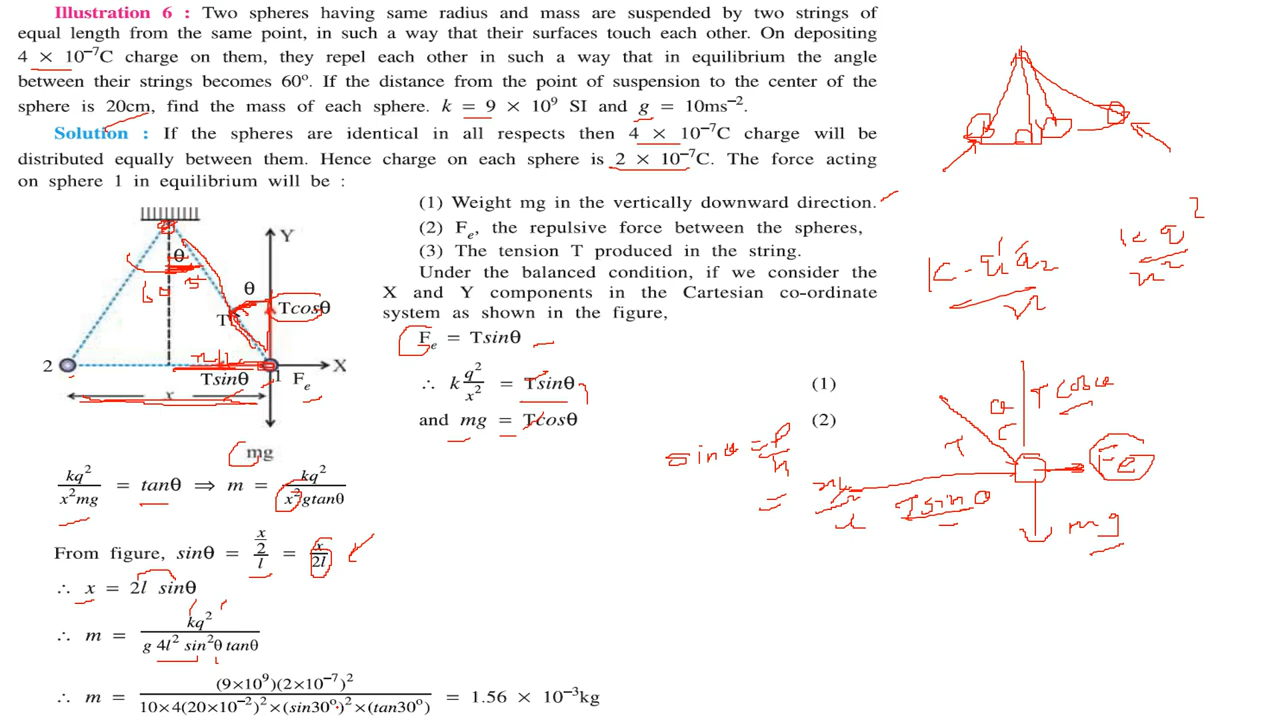 Illustration 6 : Two spheres having same radius and mass are suspended by two strings of
equal length from the same point, in such a way that their surfaces touch each other. On depositing
4 × 10⁻⁷C charge on them, they repel each other in such a way that in equilibrium the angle
between their strings becomes 60º. If the distance from the point of suspension to the center of the
sphere is 20cm, find the mass of each sphere. k = 9 × 10⁹ SI and g = 10ms⁻².
Solution : If the spheres are identical in all respects then 4 × 10⁻⁷C charge will be
distributed equally between them. Hence charge on each sphere is 2 × 10⁻⁷C. The force acting
on sphere 1 in equilibrium will be :
(1) Weight mg in the vertically downward direction.
(2) Fₑ, the repulsive force between the spheres,
(3) The tension T produced in the string.
Under the balanced condition, if we consider the
X and Y components in the Cartesian co-ordinate
system as shown in the figure,
Fₑ = Tsinθ
∴ k q²/x² = Tsinθ, (1)
and mg = Tcosθ (2)
Y
θ
60
θ
Tcosθ
T
2
X
Tsinθ
1
Fₑ
x
mg
kq²/x²mg = tanθ ⇒ m = kq²/x²gtanθ
From figure, sinθ = (x/2)/l = x/2l
∴ x = 2l sinθ
∴ m = kq²/g 4l² sin²θ tanθ
∴ m = (9×10⁹)(2×10⁻⁷)²/10×4(20×10⁻²)²×(sin30º)²×(tan30º) = 1.56 × 10⁻³kg
T cosθ
θ
T
Fe
T sinθ
mg
sinθ =
=